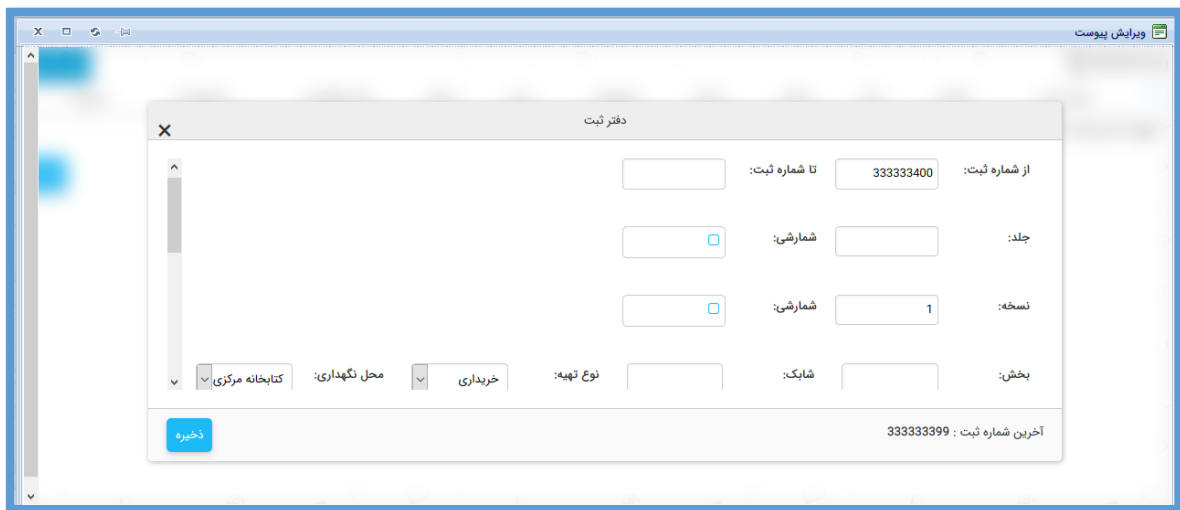 ویرایش پیوست
دفتر ثبت
از شماره ثبت: 333333400 تا شماره ثبت:
جلد: شمارشی:
نسخه: 1 شمارشی:
بخش: شابک: نوع تهیه: خریداری محل نگهداری: کتابخانه مرکزی
آخرین شماره ثبت : 333333399
ذخیره